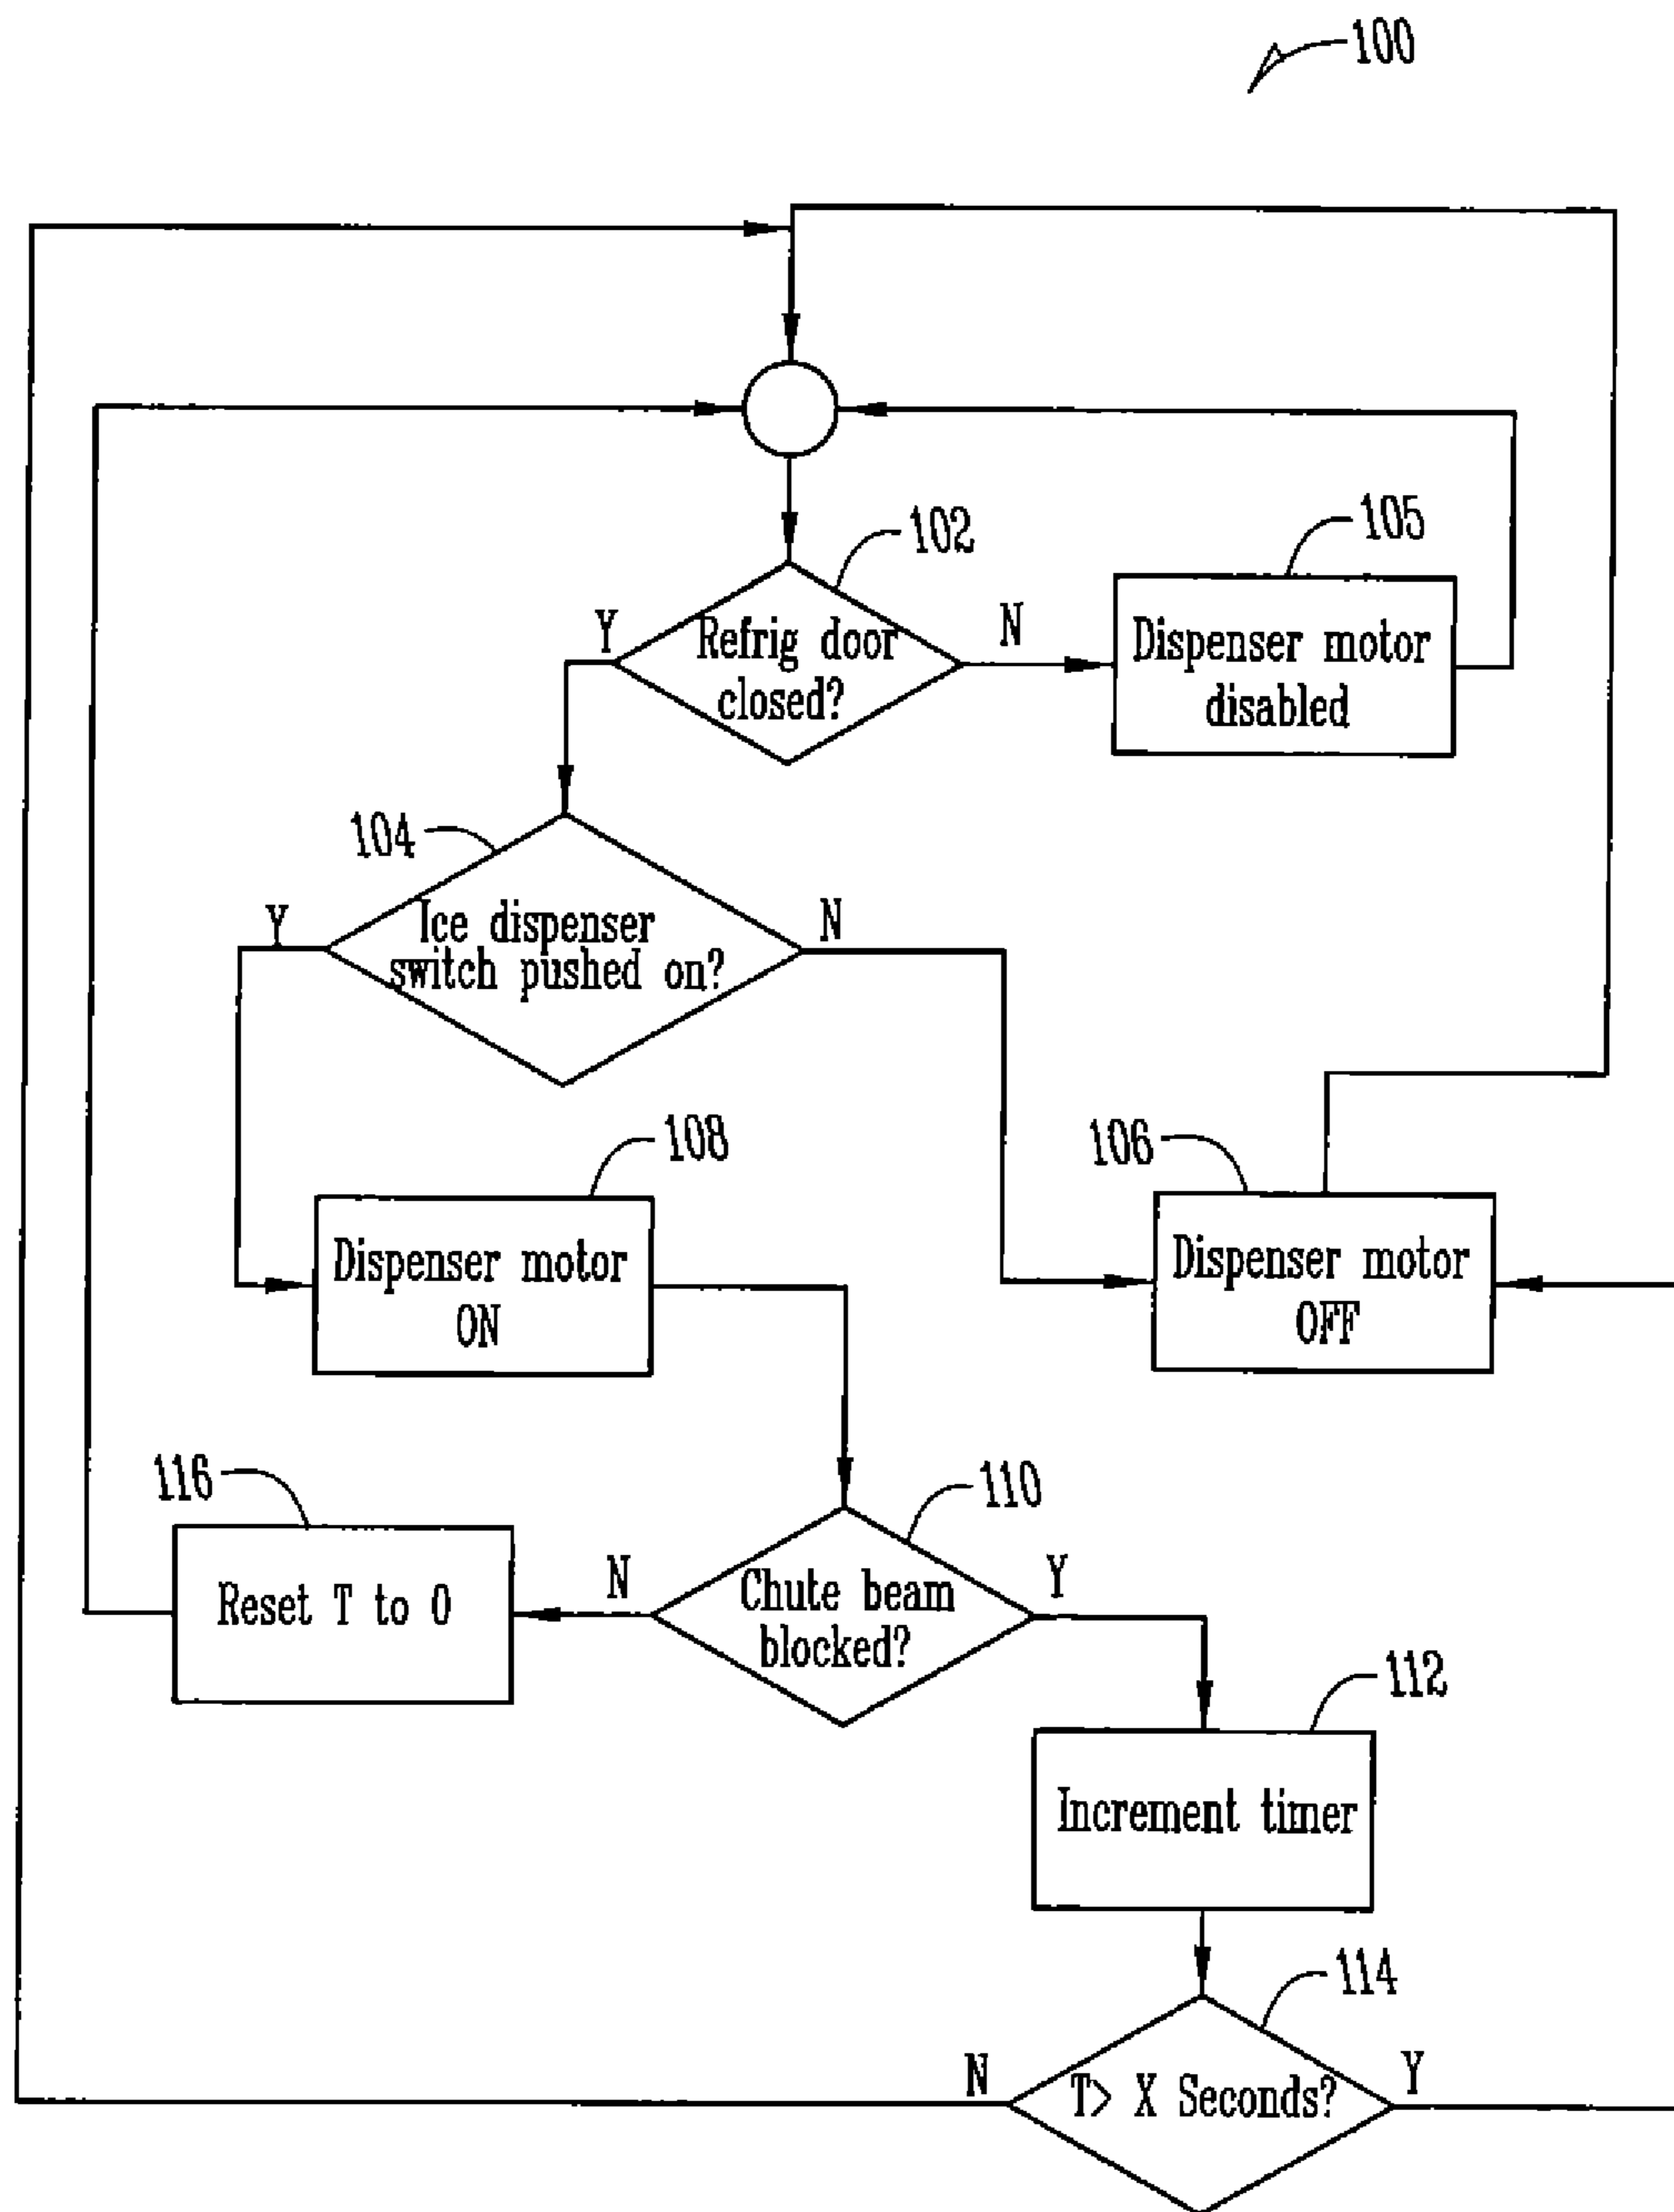 100
102
105
Y
Refrig door
closed?
N
Dispenser motor
disabled
104
Y
Ice dispenser
switch pushed on?
N
108
106
Dispenser motor
ON
Dispenser motor
OFF
116
110
Reset T to 0
N
Chute beam
blocked?
Y
112
Increment timer
114
N
T> X Seconds?
Y